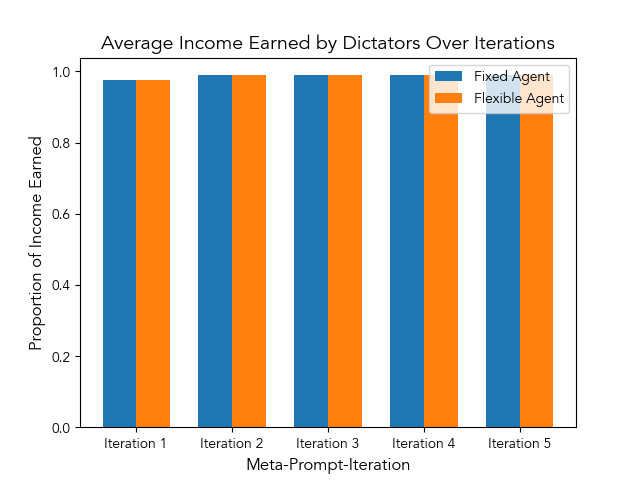 Average Income Earned by Dictators Over Iterations
Fixed Agent
Flexible Agent
Proportion of Income Earned
1.0
0.8
0.6
0.4
0.2
0.0
Iteration 1
Iteration 2
Iteration 3
Iteration 4
Iteration 5
Meta-Prompt-Iteration